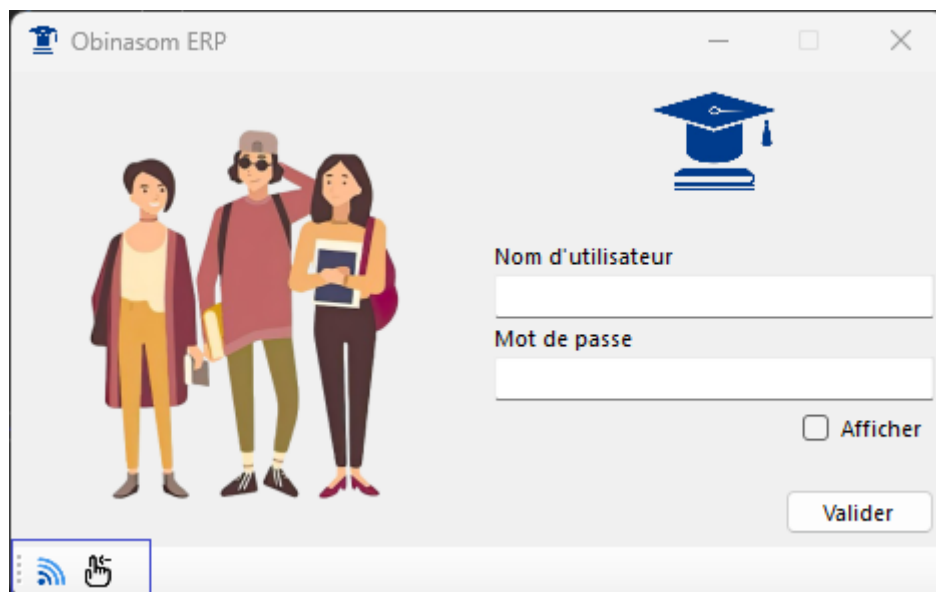 Obinasom ERP
Nom d'utilisateur
Mot de passe
Afficher
Valider